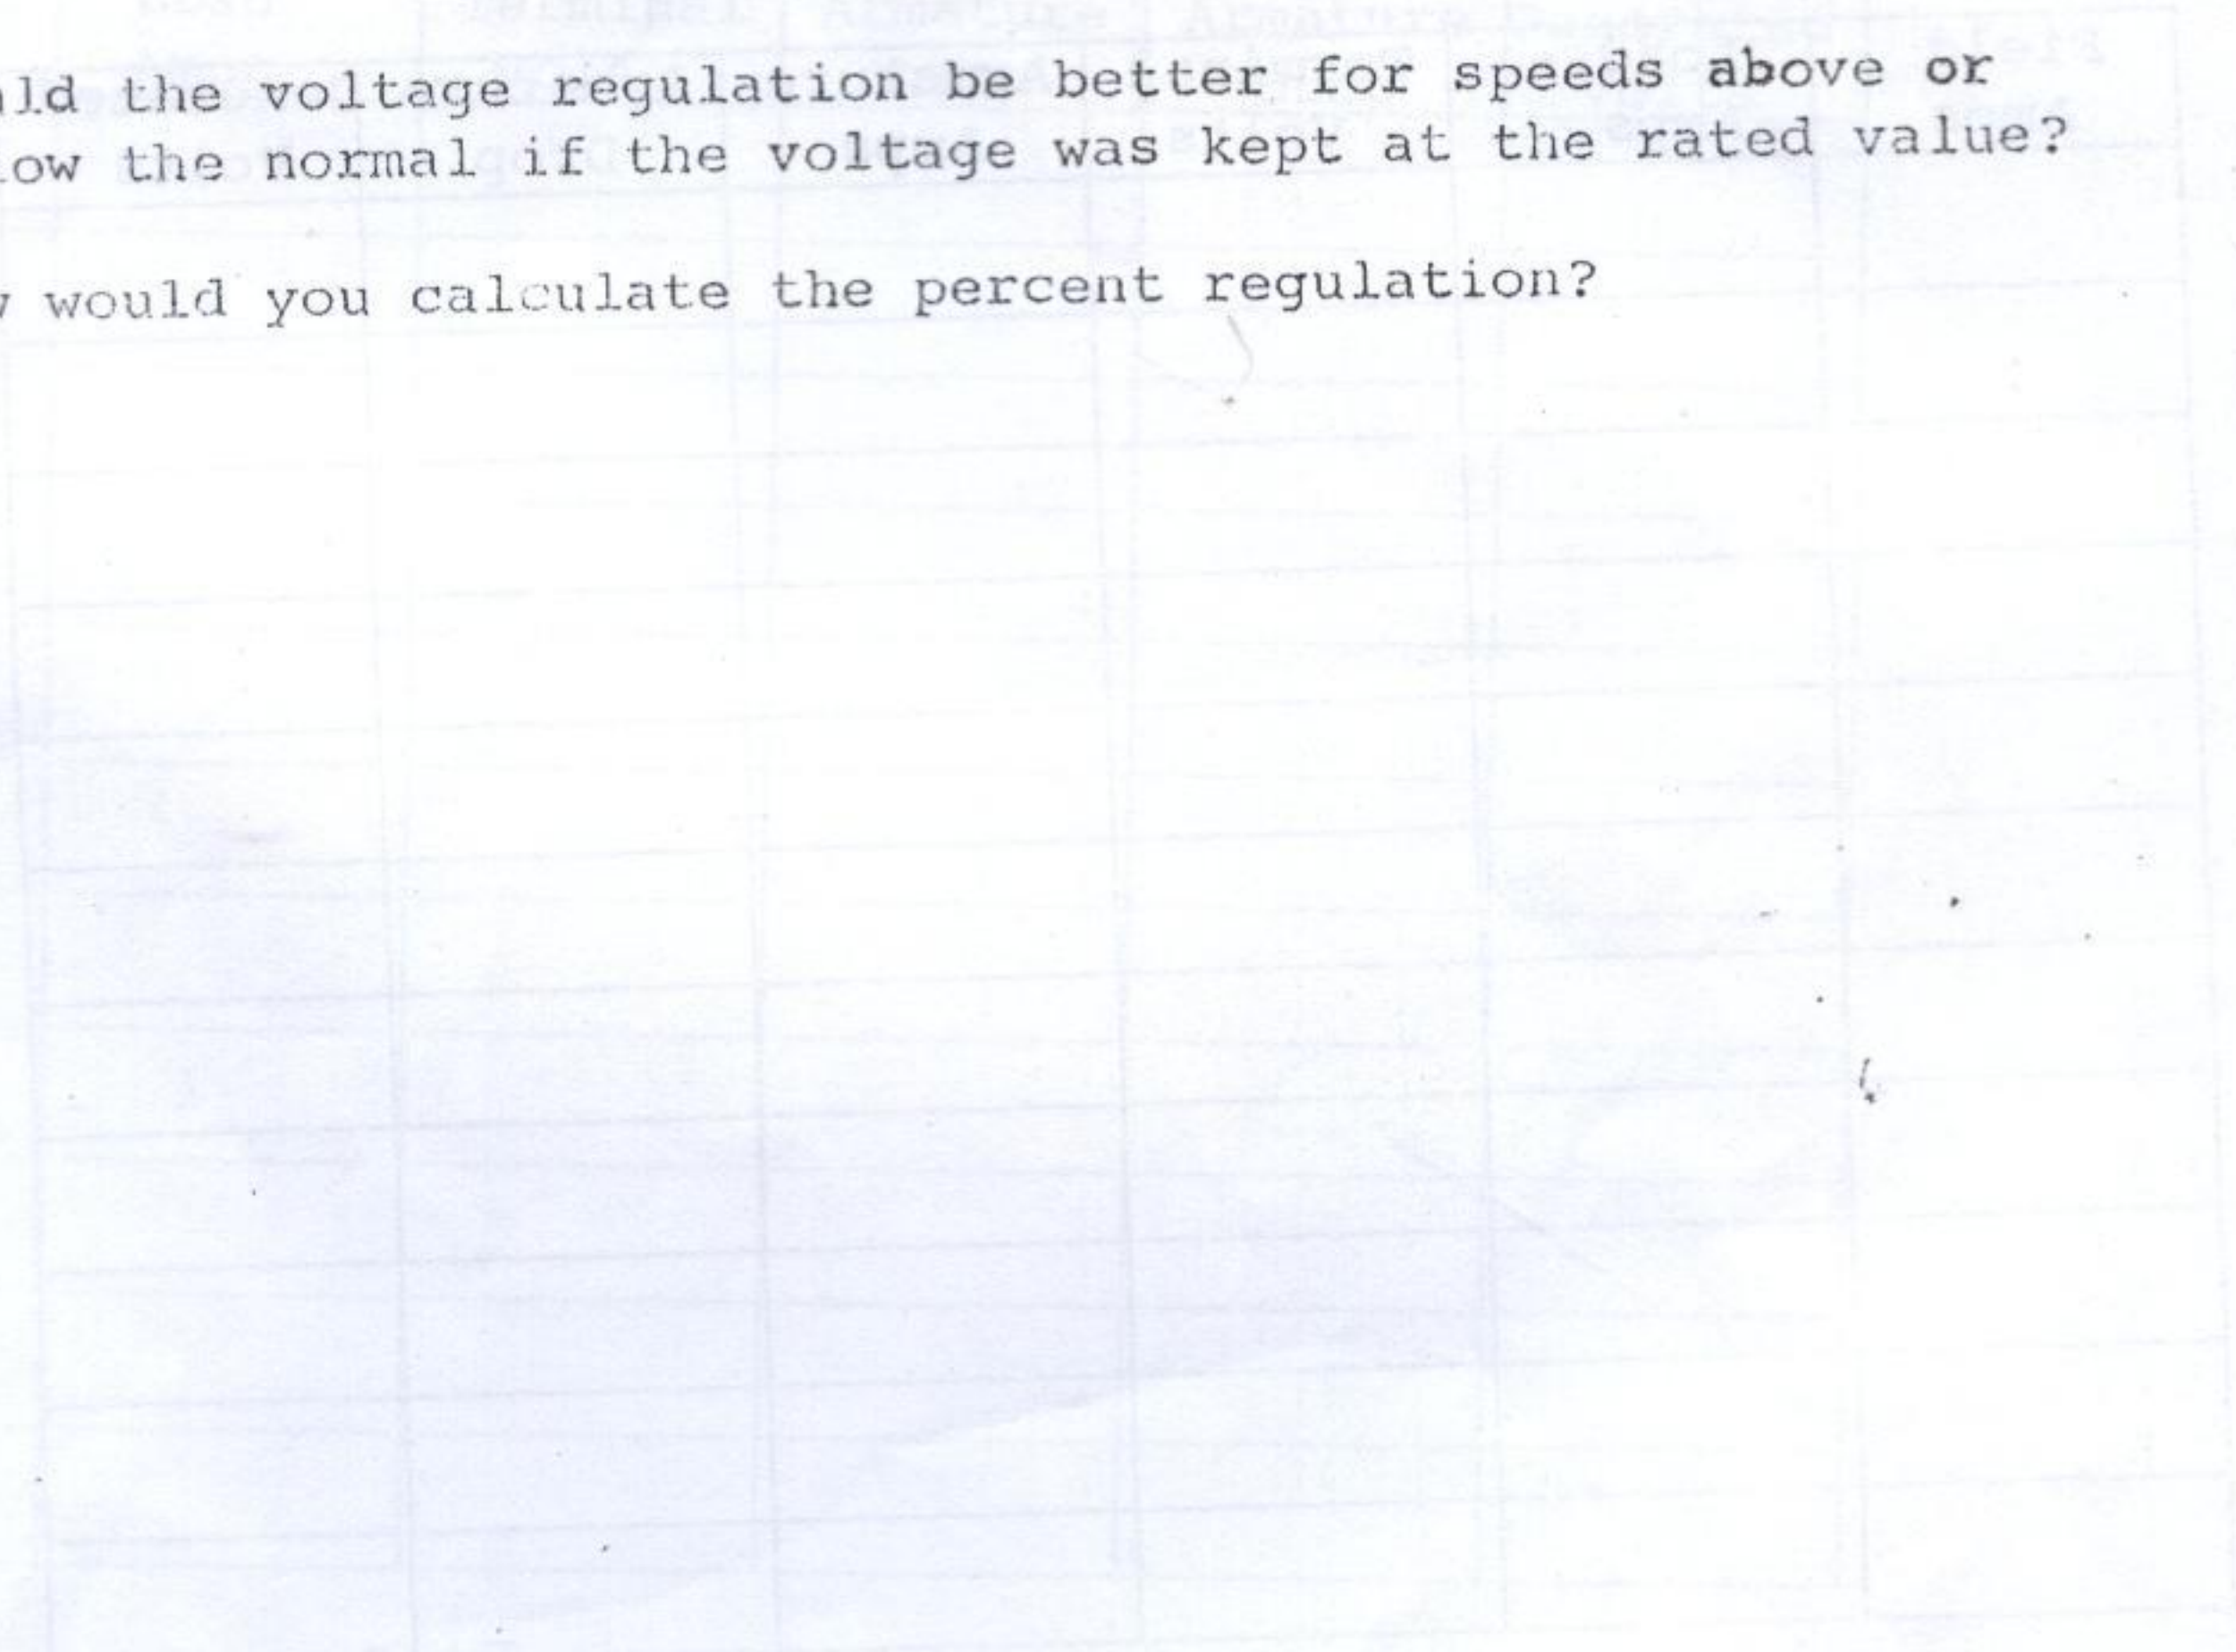 ld the voltage regulation be better for speeds above or
low the normal if the voltage was kept at the rated value?
would you calculate the percent regulation?